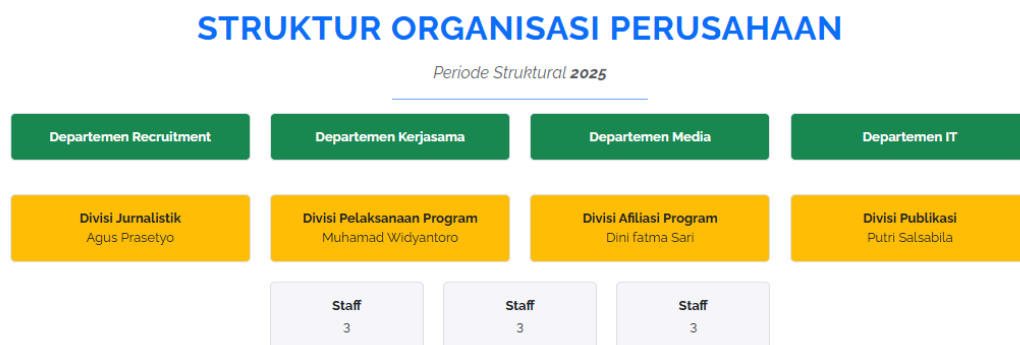 STRUKTUR ORGANISASI PERUSAHAAN
Periode Struktural 2025
Departemen Recruitment
Departemen Kerjasama
Departemen Media
Departemen IT
Divisi Jurnalistik
Agus Prasetyo
Divisi Pelaksanaan Program
Muhamad Widyantoro
Divisi Afiliasi Program
Dini fatma Sari
Divisi Publikasi
Putri Salsabila
Staff
3
Staff
3
Staff
3